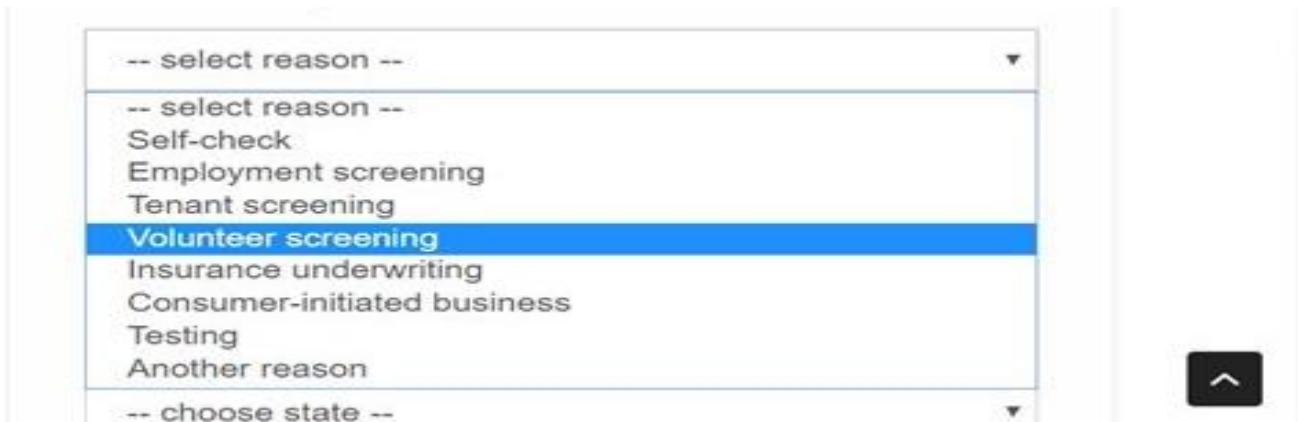 -- select reason --
-- select reason --
Self-check
Employment screening
Tenant screening
Volunteer screening
Insurance underwriting
Consumer-initiated business
Testing
Another reason
-- choose state --